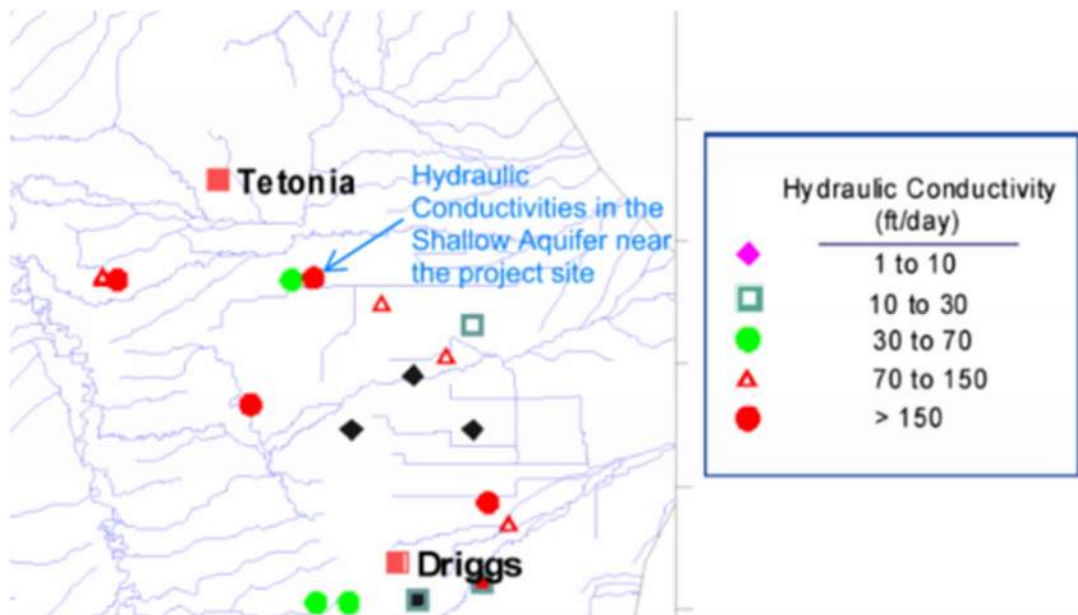 Tetonia
Hydraulic
Conductivities in the
Shallow Aquifer near
the project site
Driggs
Hydraulic Conductivity
(ft/day)
1 to 10
10 to 30
30 to 70
70 to 150
> 150